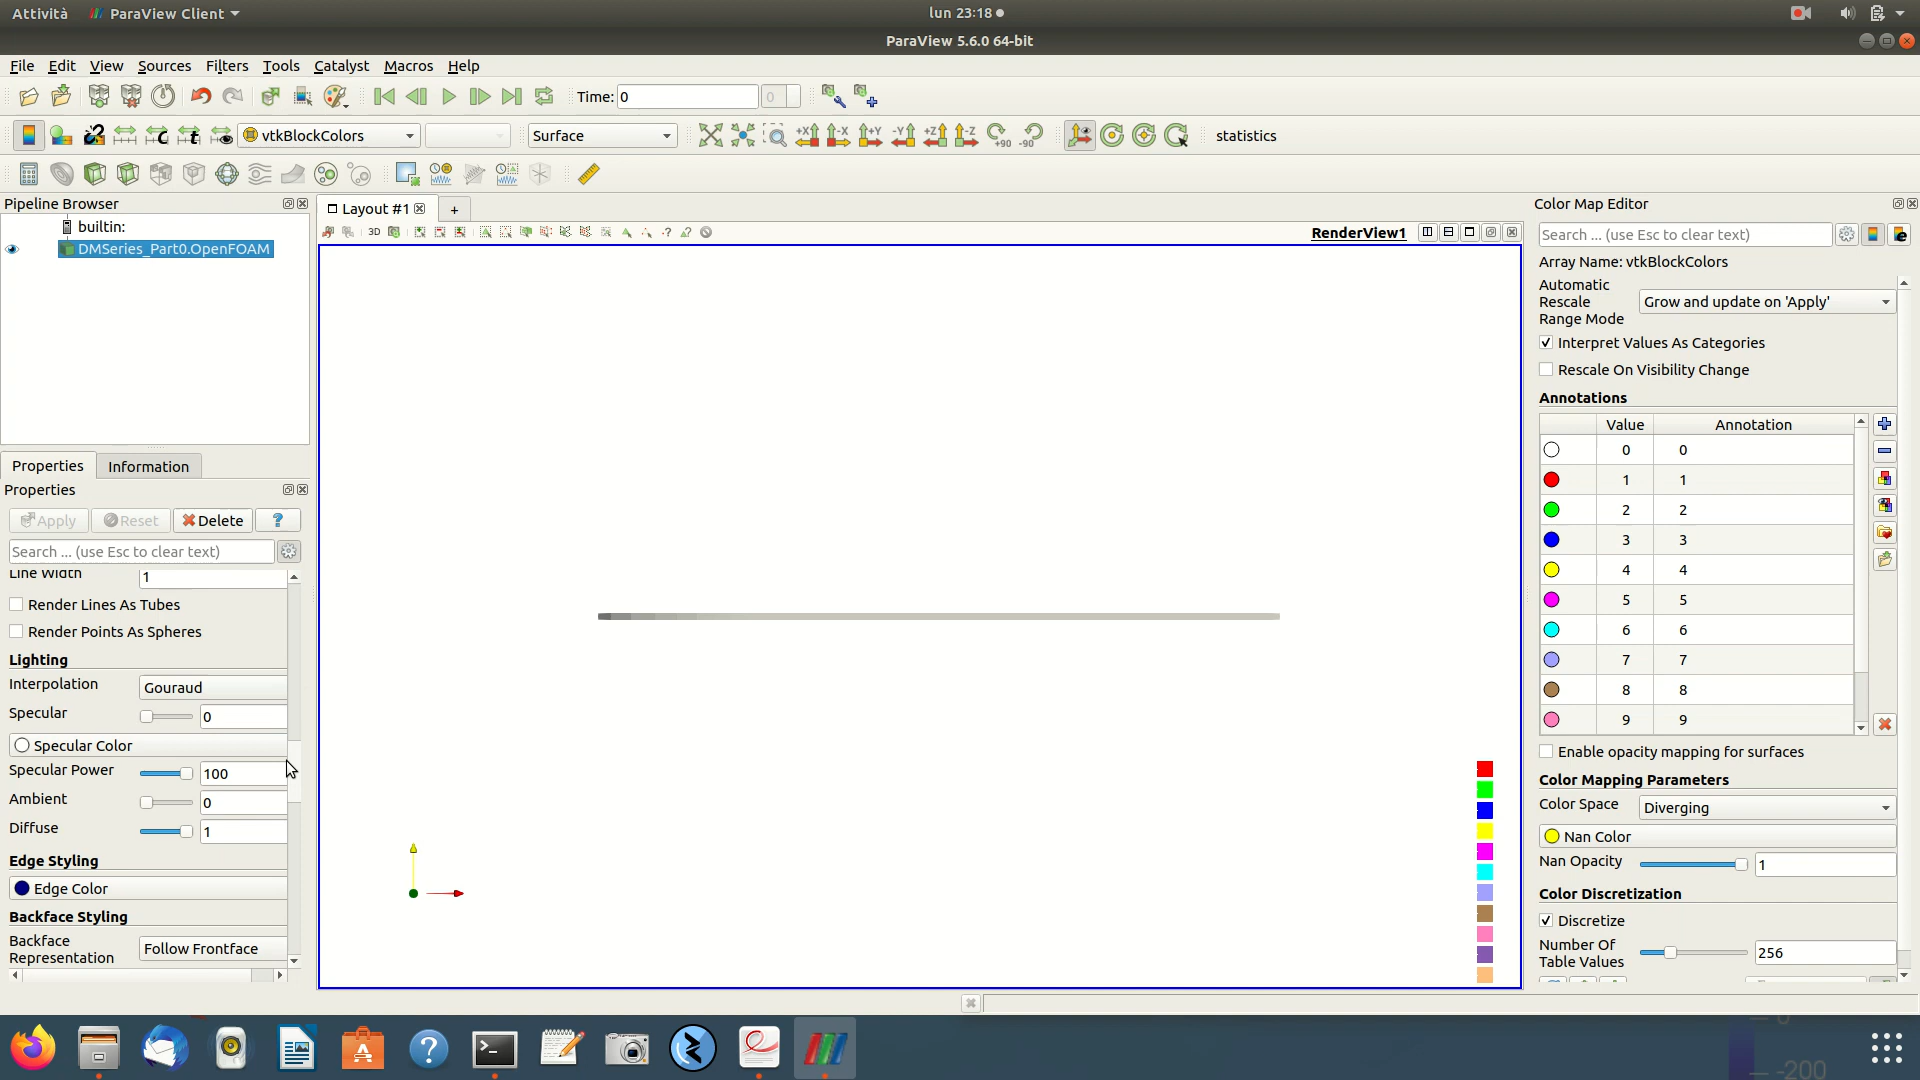 Attività
ParaView Client
lun 23:18
ParaView 5.6.0 64-bit
File Edit View Sources Filters Tools Catalyst Macros Help
Time: 0
0
vtkBlockColors
Surface
+X -X +Y -Y +Z -Z +90 -90
statistics
Pipeline Browser
builtin:
DMSeries_Part0.OpenFOAM
Properties
Information
Properties
Apply
Reset
Delete
?
Search ... (use Esc to clear text)
Line Width
1
Render Lines As Tubes
Render Points As Spheres
Lighting
Interpolation
Gouraud
Specular
0
Specular Color
Specular Power
100
Ambient
0
Diffuse
1
Edge Styling
Edge Color
Backface Styling
Backface
Representation
Follow Frontface
Layout #1
+
3D
RenderView1
Color Map Editor
Search ... (use Esc to clear text)
Array Name: vtkBlockColors
Automatic
Rescale
Range Mode
Grow and update on 'Apply'
Interpret Values As Categories
Rescale On Visibility Change
Annotations
Value Annotation
0 0
1 1
2 2
3 3
4 4
5 5
6 6
7 7
8 8
9 9
Enable opacity mapping for surfaces
Color Mapping Parameters
Color Space
Diverging
Nan Color
Nan Opacity
1
Color Discretization
Discretize
Number Of
Table Values
256
-200